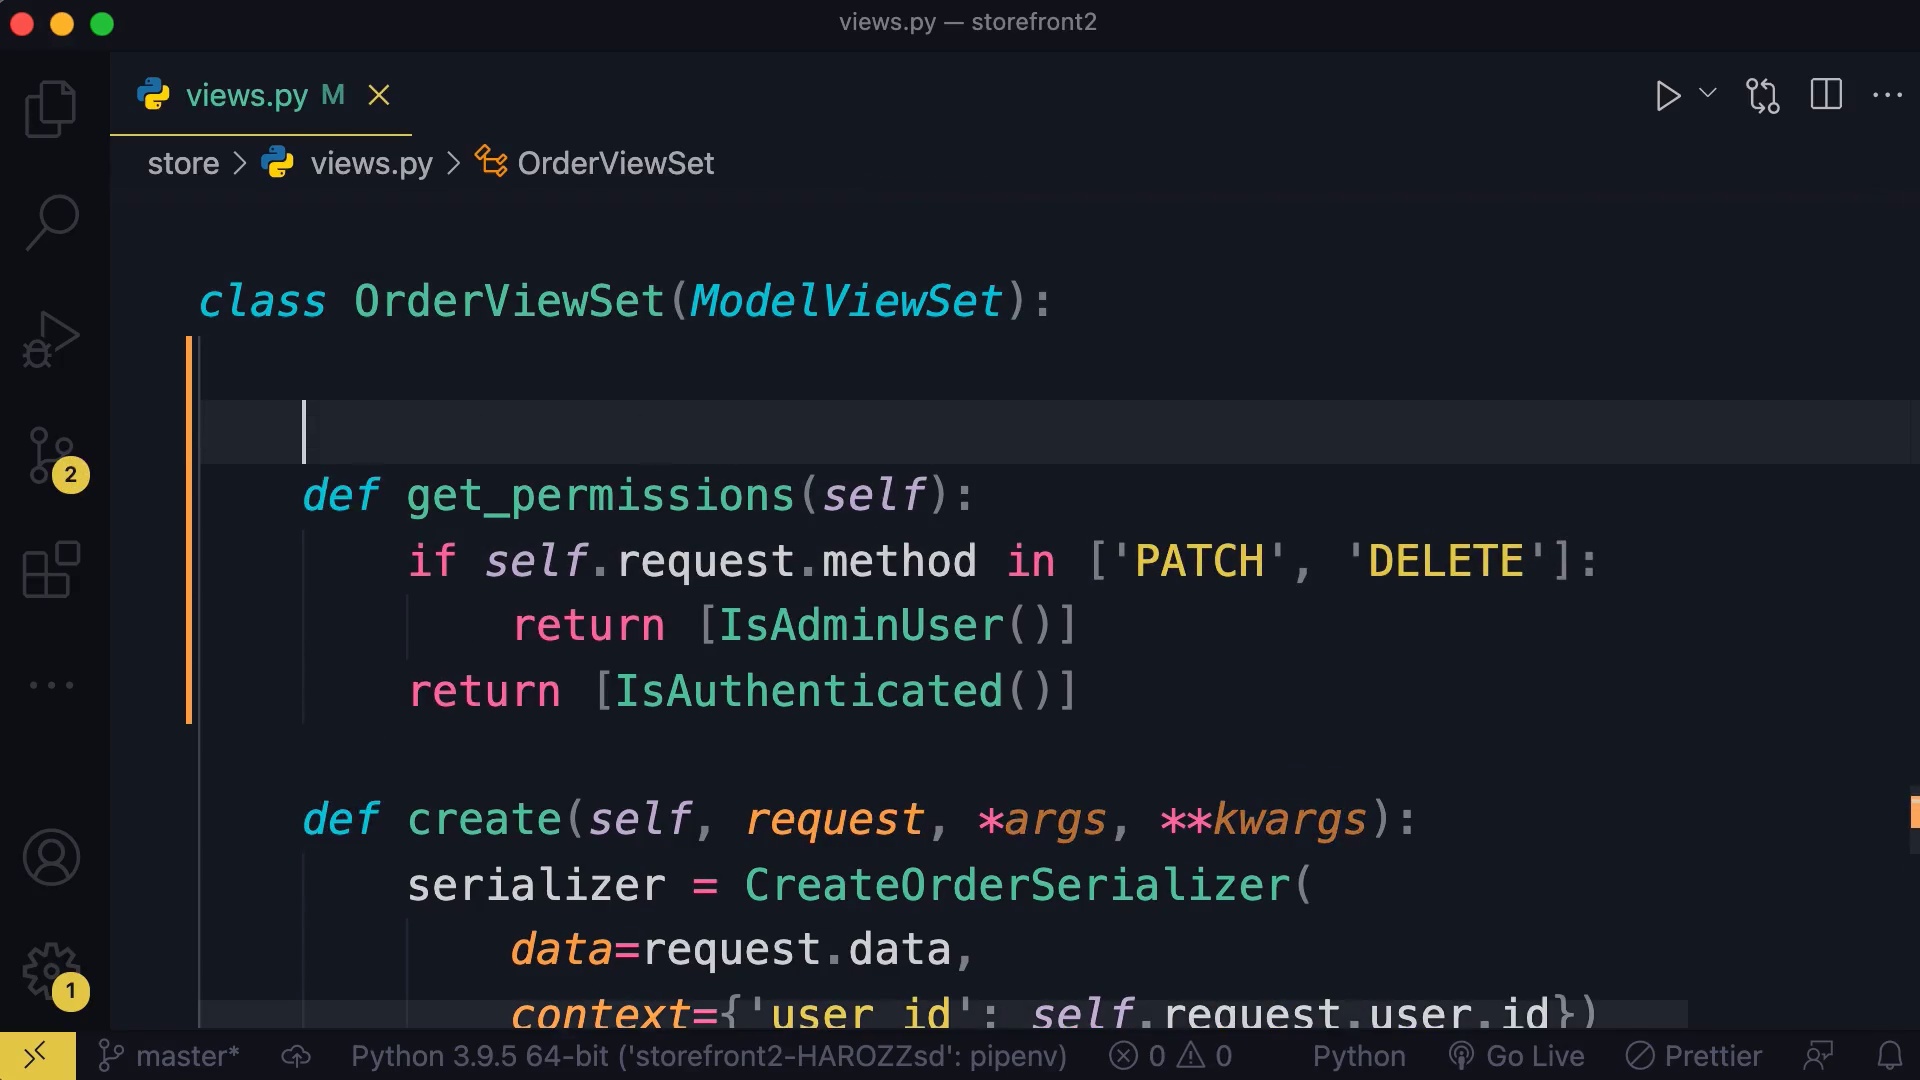 views.py — storefront2
views.py M
store > views.py > OrderViewSet
class OrderViewSet(ModelViewSet):
def get_permissions(self):
if self.request.method in ['PATCH', 'DELETE']:
return [IsAdminUser()]
return [IsAuthenticated()]
def create(self, request, *args, **kwargs):
serializer = CreateOrderSerializer(
data=request.data,
context={'user_id': self.request.user.id})
2
1
master* Python 3.9.5 64-bit ('storefront2-HAROZZsd': pipenv) 0 0 Python Go Live Prettier